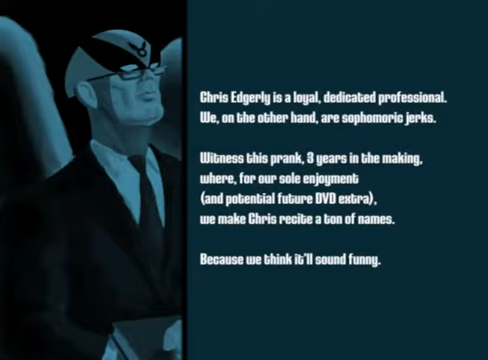 Chris Edgerly is a loyal, dedicated professional.
We, on the other hand, are sophomoric jerks.
Witness this prank, 3 years in the making,
where, for our sole enjoyment
(and potential future DVD extra),
we make Chris recite a ton of names.
Because we think it'll sound funny.